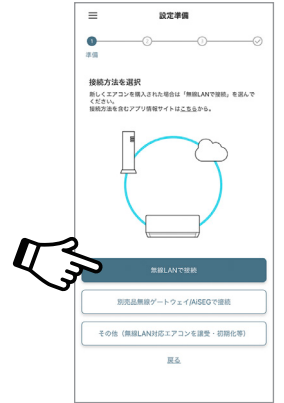 設定準備
1
2
3
準備
接続方法を選択
新しくエアコンを購入された場合は「無線LANで接続」を選んで
ください。
接続方法を含むアプリ情報サイトはこちらから。
無線LANで接続
別売品無線ゲートウェイ/AiSEGで接続
その他（無線LAN対応エアコンを譲受・初期化等）
戻る